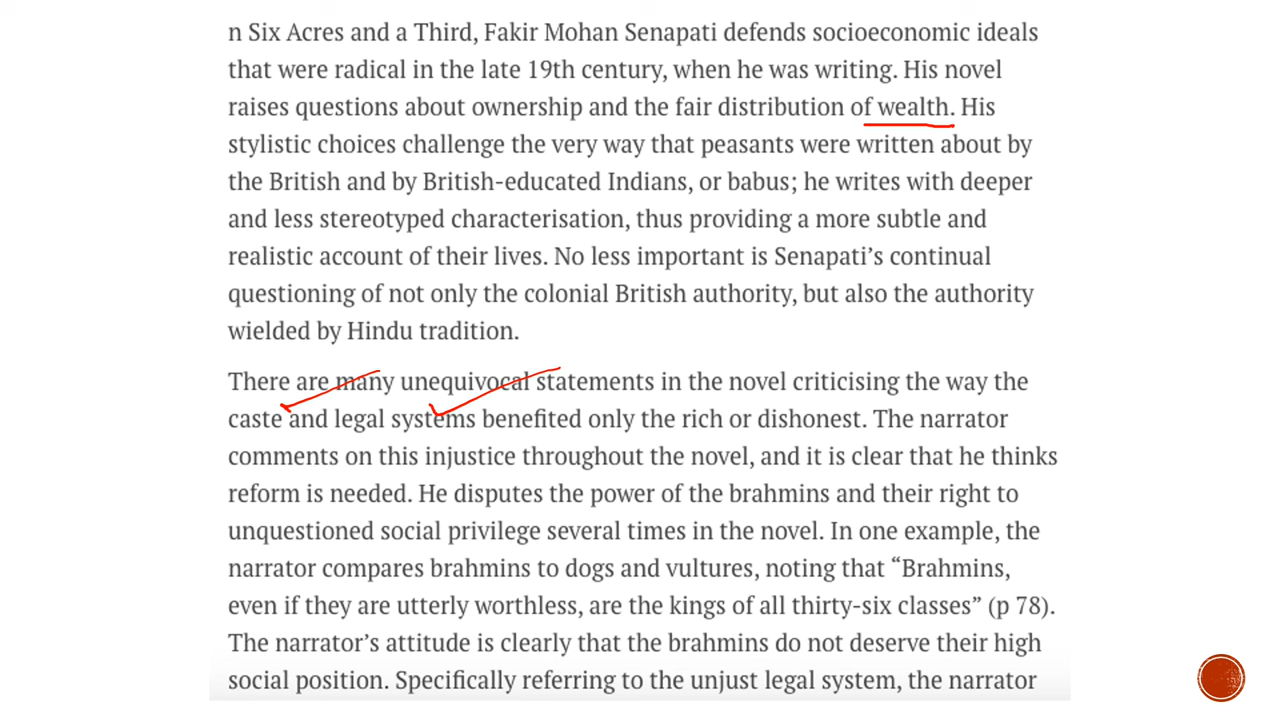 n Six Acres and a Third, Fakir Mohan Senapati defends socioeconomic ideals
that were radical in the late 19th century, when he was writing. His novel
raises questions about ownership and the fair distribution of wealth. His
stylistic choices challenge the very way that peasants were written about by
the British and by British-educated Indians, or babus; he writes with deeper
and less stereotyped characterisation, thus providing a more subtle and
realistic account of their lives. No less important is Senapati’s continual
questioning of not only the colonial British authority, but also the authority
wielded by Hindu tradition.
There are many unequivocal statements in the novel criticising the way the
caste and legal systems benefited only the rich or dishonest. The narrator
comments on this injustice throughout the novel, and it is clear that he thinks
reform is needed. He disputes the power of the brahmins and their right to
unquestioned social privilege several times in the novel. In one example, the
narrator compares brahmins to dogs and vultures, noting that “Brahmins,
even if they are utterly worthless, are the kings of all thirty-six classes” (p 78).
The narrator’s attitude is clearly that the brahmins do not deserve their high
social position. Specifically referring to the unjust legal system, the narrator